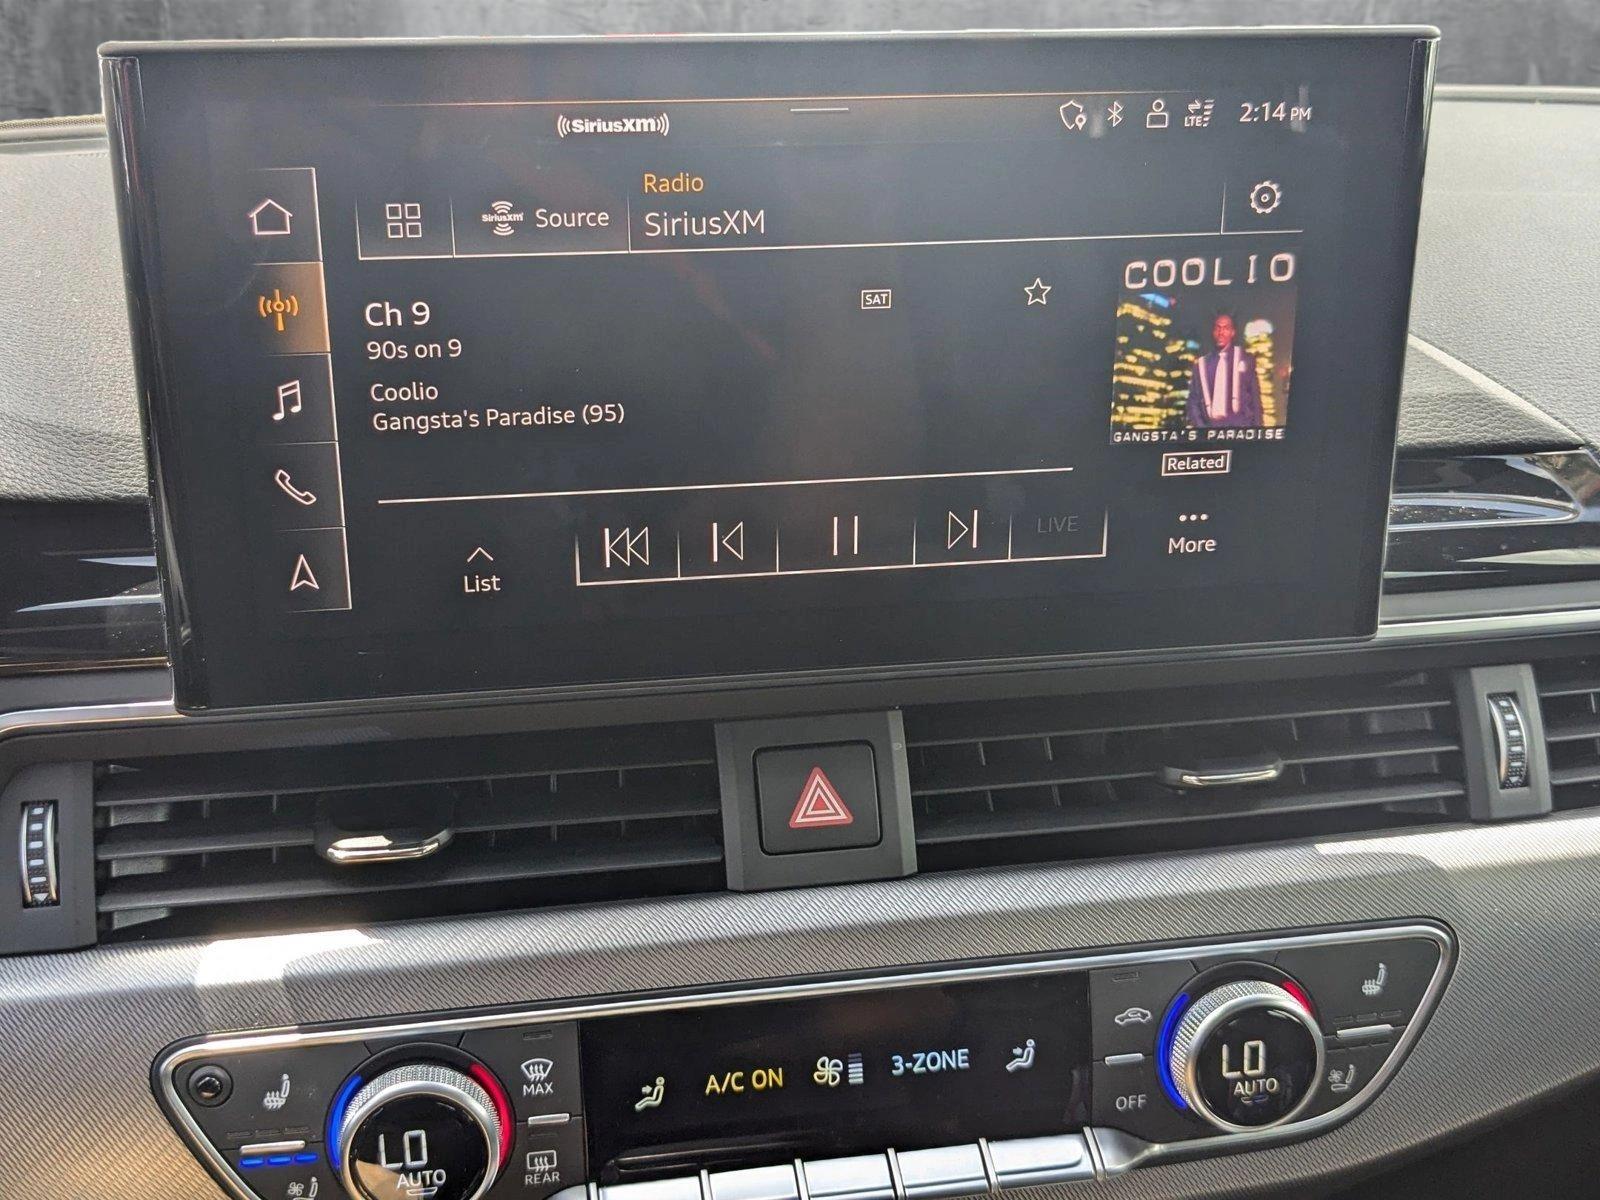 SiriusXM
LTE
2:14 PM
Radio
SiriusXM
Source
SiriusXM
Ch 9
SAT
90s on 9
Coolio
Gangsta's Paradise (95)
COOLIO
GANGSTA'S PARADISE
Related
List
LIVE
More
MAX
A/C ON
3-ZONE
LO
AUTO
OFF
LO
AUTO
REAR